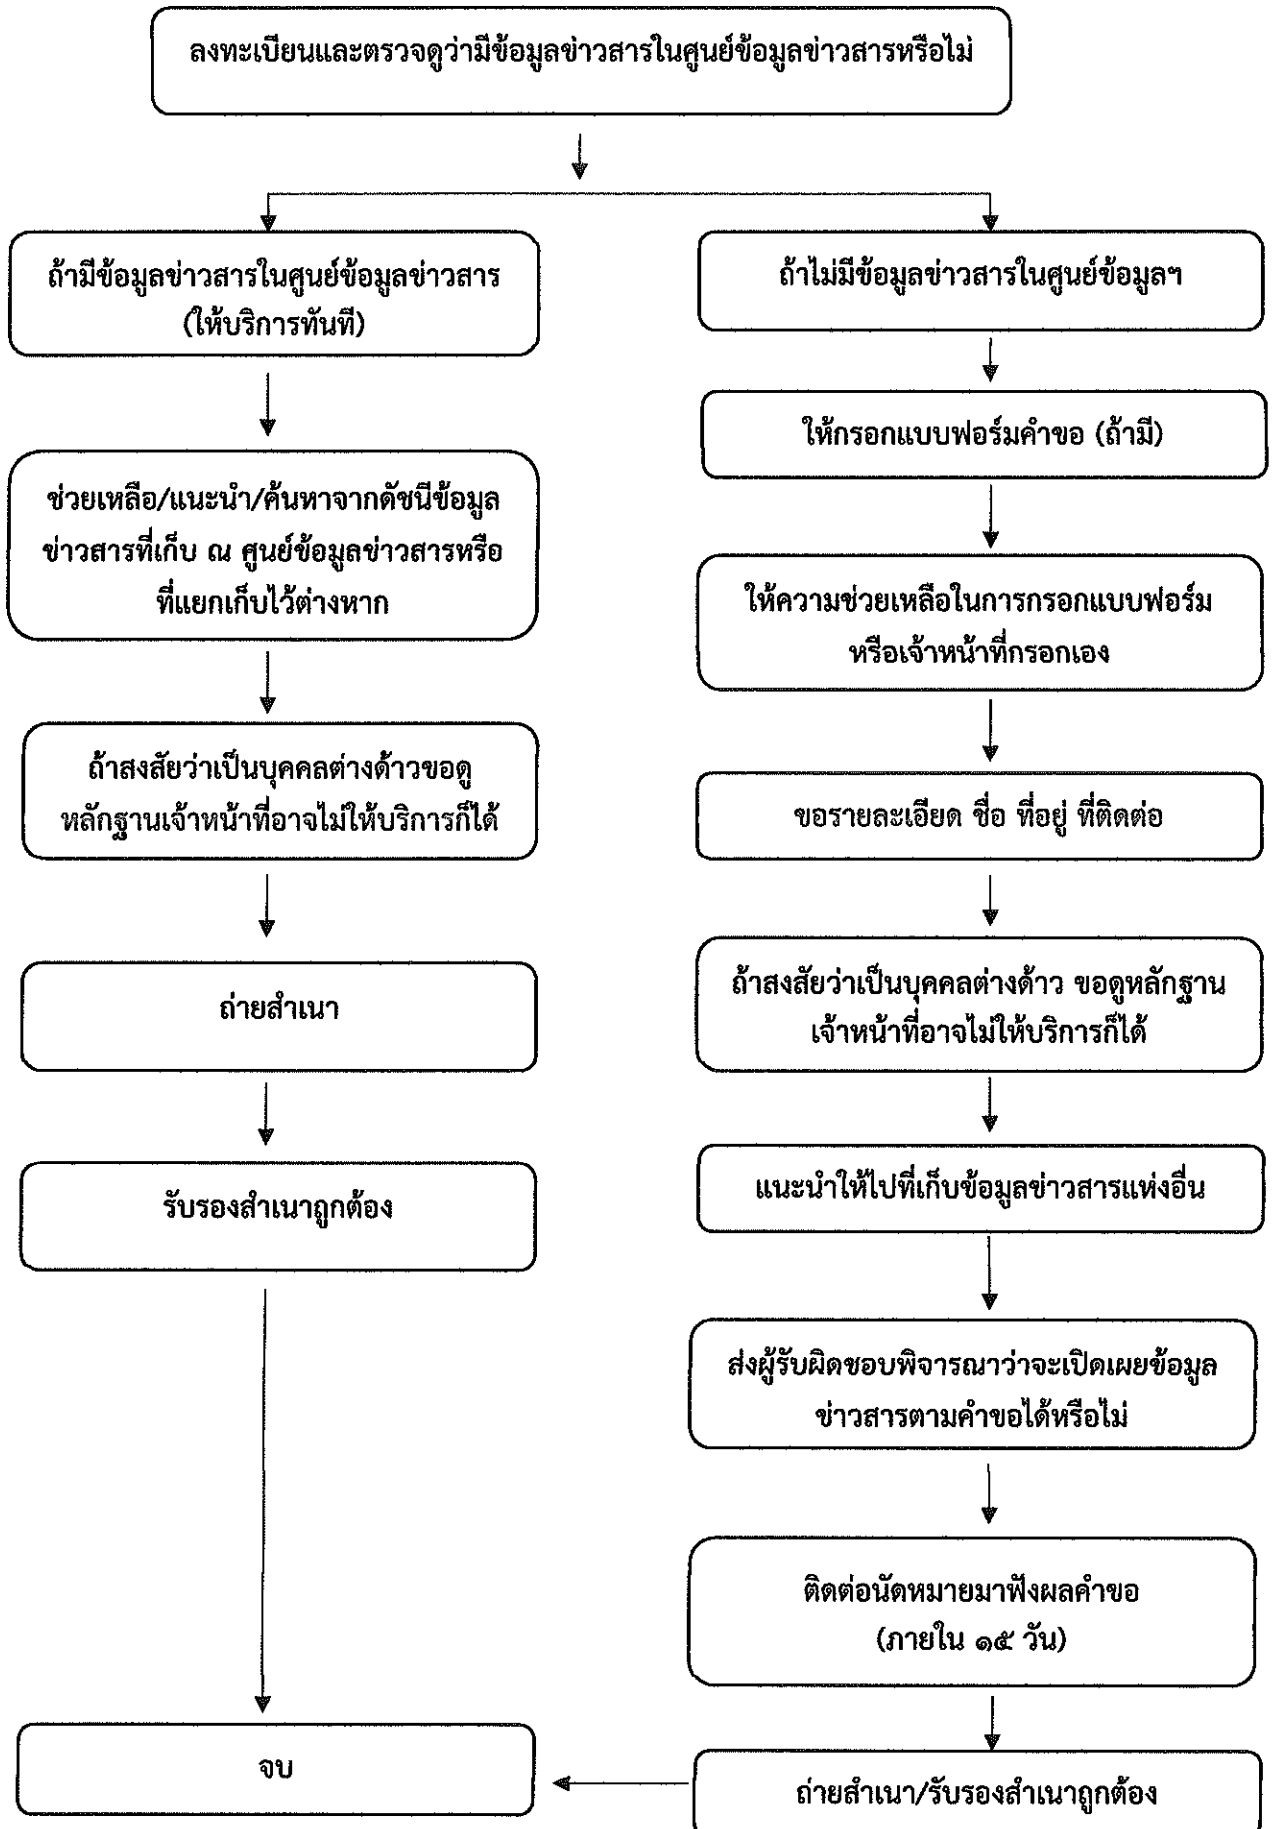 ลงทะเบียนและตรวจดูว่ามีข้อมูลข่าวสารในศูนย์ข้อมูลข่าวสารหรือไม่
ถ้ามีข้อมูลข่าวสารในศูนย์ข้อมูลข่าวสาร
(ให้บริการทันที)
ช่วยเหลือ/แนะนำ/ค้นหาจากดัชนีข้อมูล
ข่าวสารที่เก็บ ณ ศูนย์ข้อมูลข่าวสารหรือ
ที่แยกเก็บไว้ต่างหาก
ถ้าสงสัยว่าเป็นบุคคลต่างด้าวขอดู
หลักฐานเจ้าหน้าที่อาจไม่ให้บริการก็ได้
ถ่ายสำเนา
รับรองสำเนาถูกต้อง
ถ้าไม่มีข้อมูลข่าวสารในศูนย์ข้อมูลฯ
ให้กรอกแบบฟอร์มคำขอ (ถ้ามี)
ให้ความช่วยเหลือในการกรอกแบบฟอร์ม
หรือเจ้าหน้าที่กรอกเอง
ขอรายละเอียด ชื่อ ที่อยู่ ที่ติดต่อ
ถ้าสงสัยว่าเป็นบุคคลต่างด้าว ขอดูหลักฐาน
เจ้าหน้าที่อาจไม่ให้บริการก็ได้
แนะนำให้ไปที่เก็บข้อมูลข่าวสารแห่งอื่น
ส่งผู้รับผิดชอบพิจารณาว่าจะเปิดเผยข้อมูล
ข่าวสารตามคำขอได้หรือไม่
ติดต่อนัดหมายมาฟังผลคำขอ
(ภายใน ๑๕ วัน)
ถ่ายสำเนา/รับรองสำเนาถูกต้อง
จบ